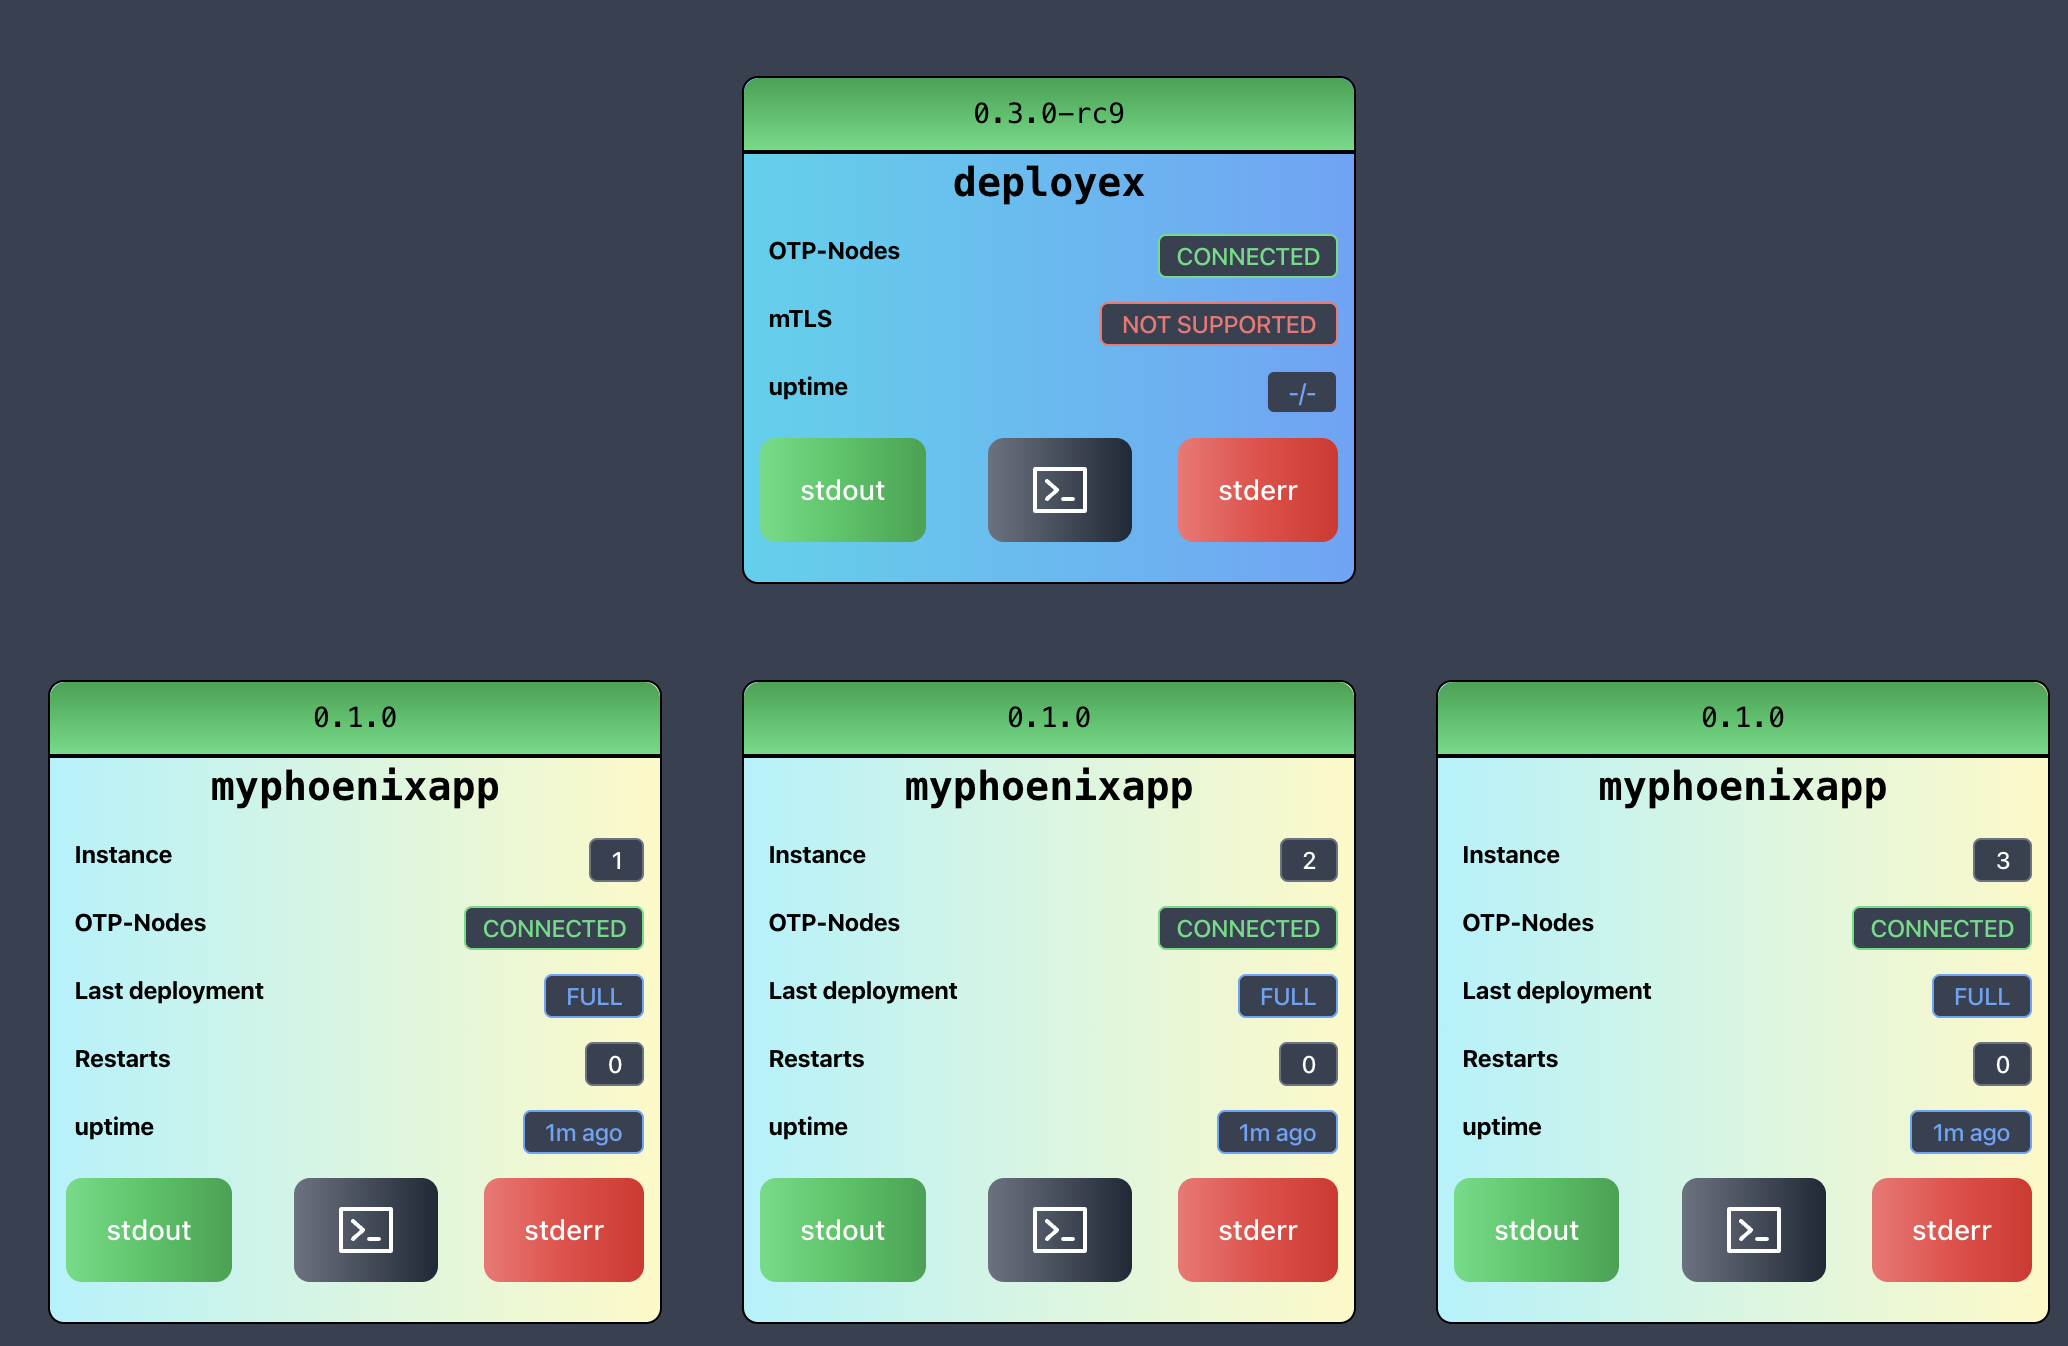 0.3.0-rc9
deployex
OTP-Nodes CONNECTED
mTLS NOT SUPPORTED
uptime -/-
stdout >_ stderr
0.1.0
myphoenixapp
Instance 1
OTP-Nodes CONNECTED
Last deployment FULL
Restarts 0
uptime 1m ago
stdout >_ stderr
0.1.0
myphoenixapp
Instance 2
OTP-Nodes CONNECTED
Last deployment FULL
Restarts 0
uptime 1m ago
stdout >_ stderr
0.1.0
myphoenixapp
Instance 3
OTP-Nodes CONNECTED
Last deployment FULL
Restarts 0
uptime 1m ago
stdout >_ stderr